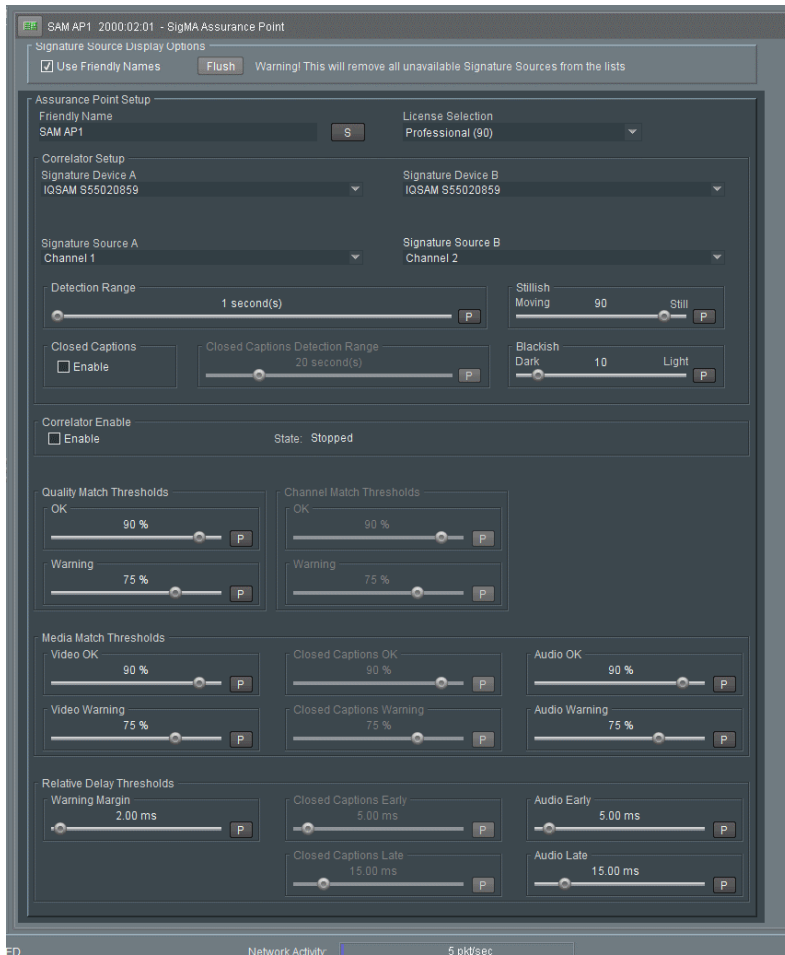 SAM AP1 2000:02:01 - SigMA Assurance Point
Signature Source Display Options
Use Friendly Names Flush Warning! This will remove all unavailable Signature Sources from the lists
Assurance Point Setup
Friendly Name License Selection
SAM AP1 S Professional (90)
Correlator Setup
Signature Device A Signature Device B
IQSAM S55020859 IQSAM S55020859
Signature Source A Signature Source B
Channel 1 Channel 2
Detection Range Stillish
1 second(s) Moving 90 Still
P P
Closed Captions Closed Captions Detection Range Blackish
Enable 20 second(s) Dark 10 Light
P P
Correlator Enable
Enable State: Stopped
Quality Match Thresholds Channel Match Thresholds
OK OK
90 % 90 %
P P
Warning Warning
75 % 75 %
P P
Media Match Thresholds
Video OK Closed Captions OK Audio OK
90 % 90 % 90 %
P P P
Video Warning Closed Captions Warning Audio Warning
75 % 75 % 75 %
P P P
Relative Delay Thresholds
Warning Margin Closed Captions Early Audio Early
2.00 ms 5.00 ms 5.00 ms
P P P
Closed Captions Late Audio Late
15.00 ms 15.00 ms
P P
ED Network Activity: 5 pkt/sec